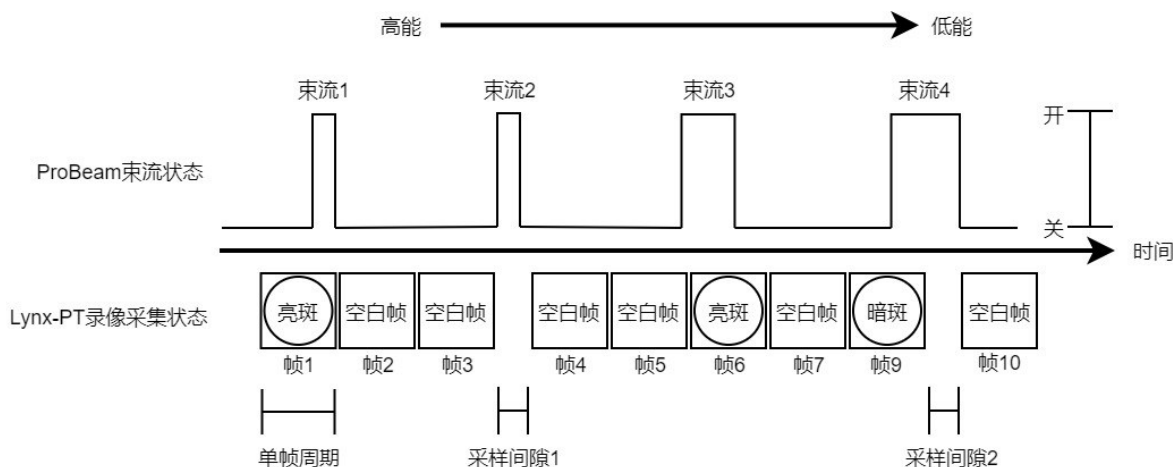 高能
低能
束流1
束流2
束流3
束流4
开
ProBeam束流状态
关
时间
Lynx-PT录像采集状态
亮斑
空白帧
空白帧
空白帧
空白帧
亮斑
空白帧
暗斑
空白帧
帧1
帧2
帧3
帧4
帧5
帧6
帧7
帧9
帧10
单帧周期
采样间隙1
采样间隙2